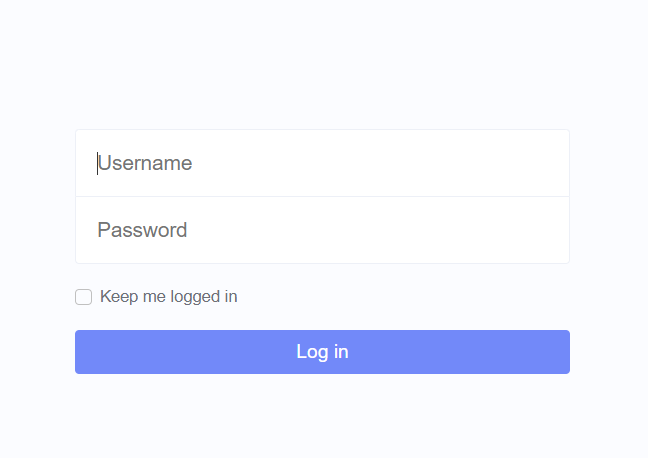 Username
Password
Keep me logged in
Log in